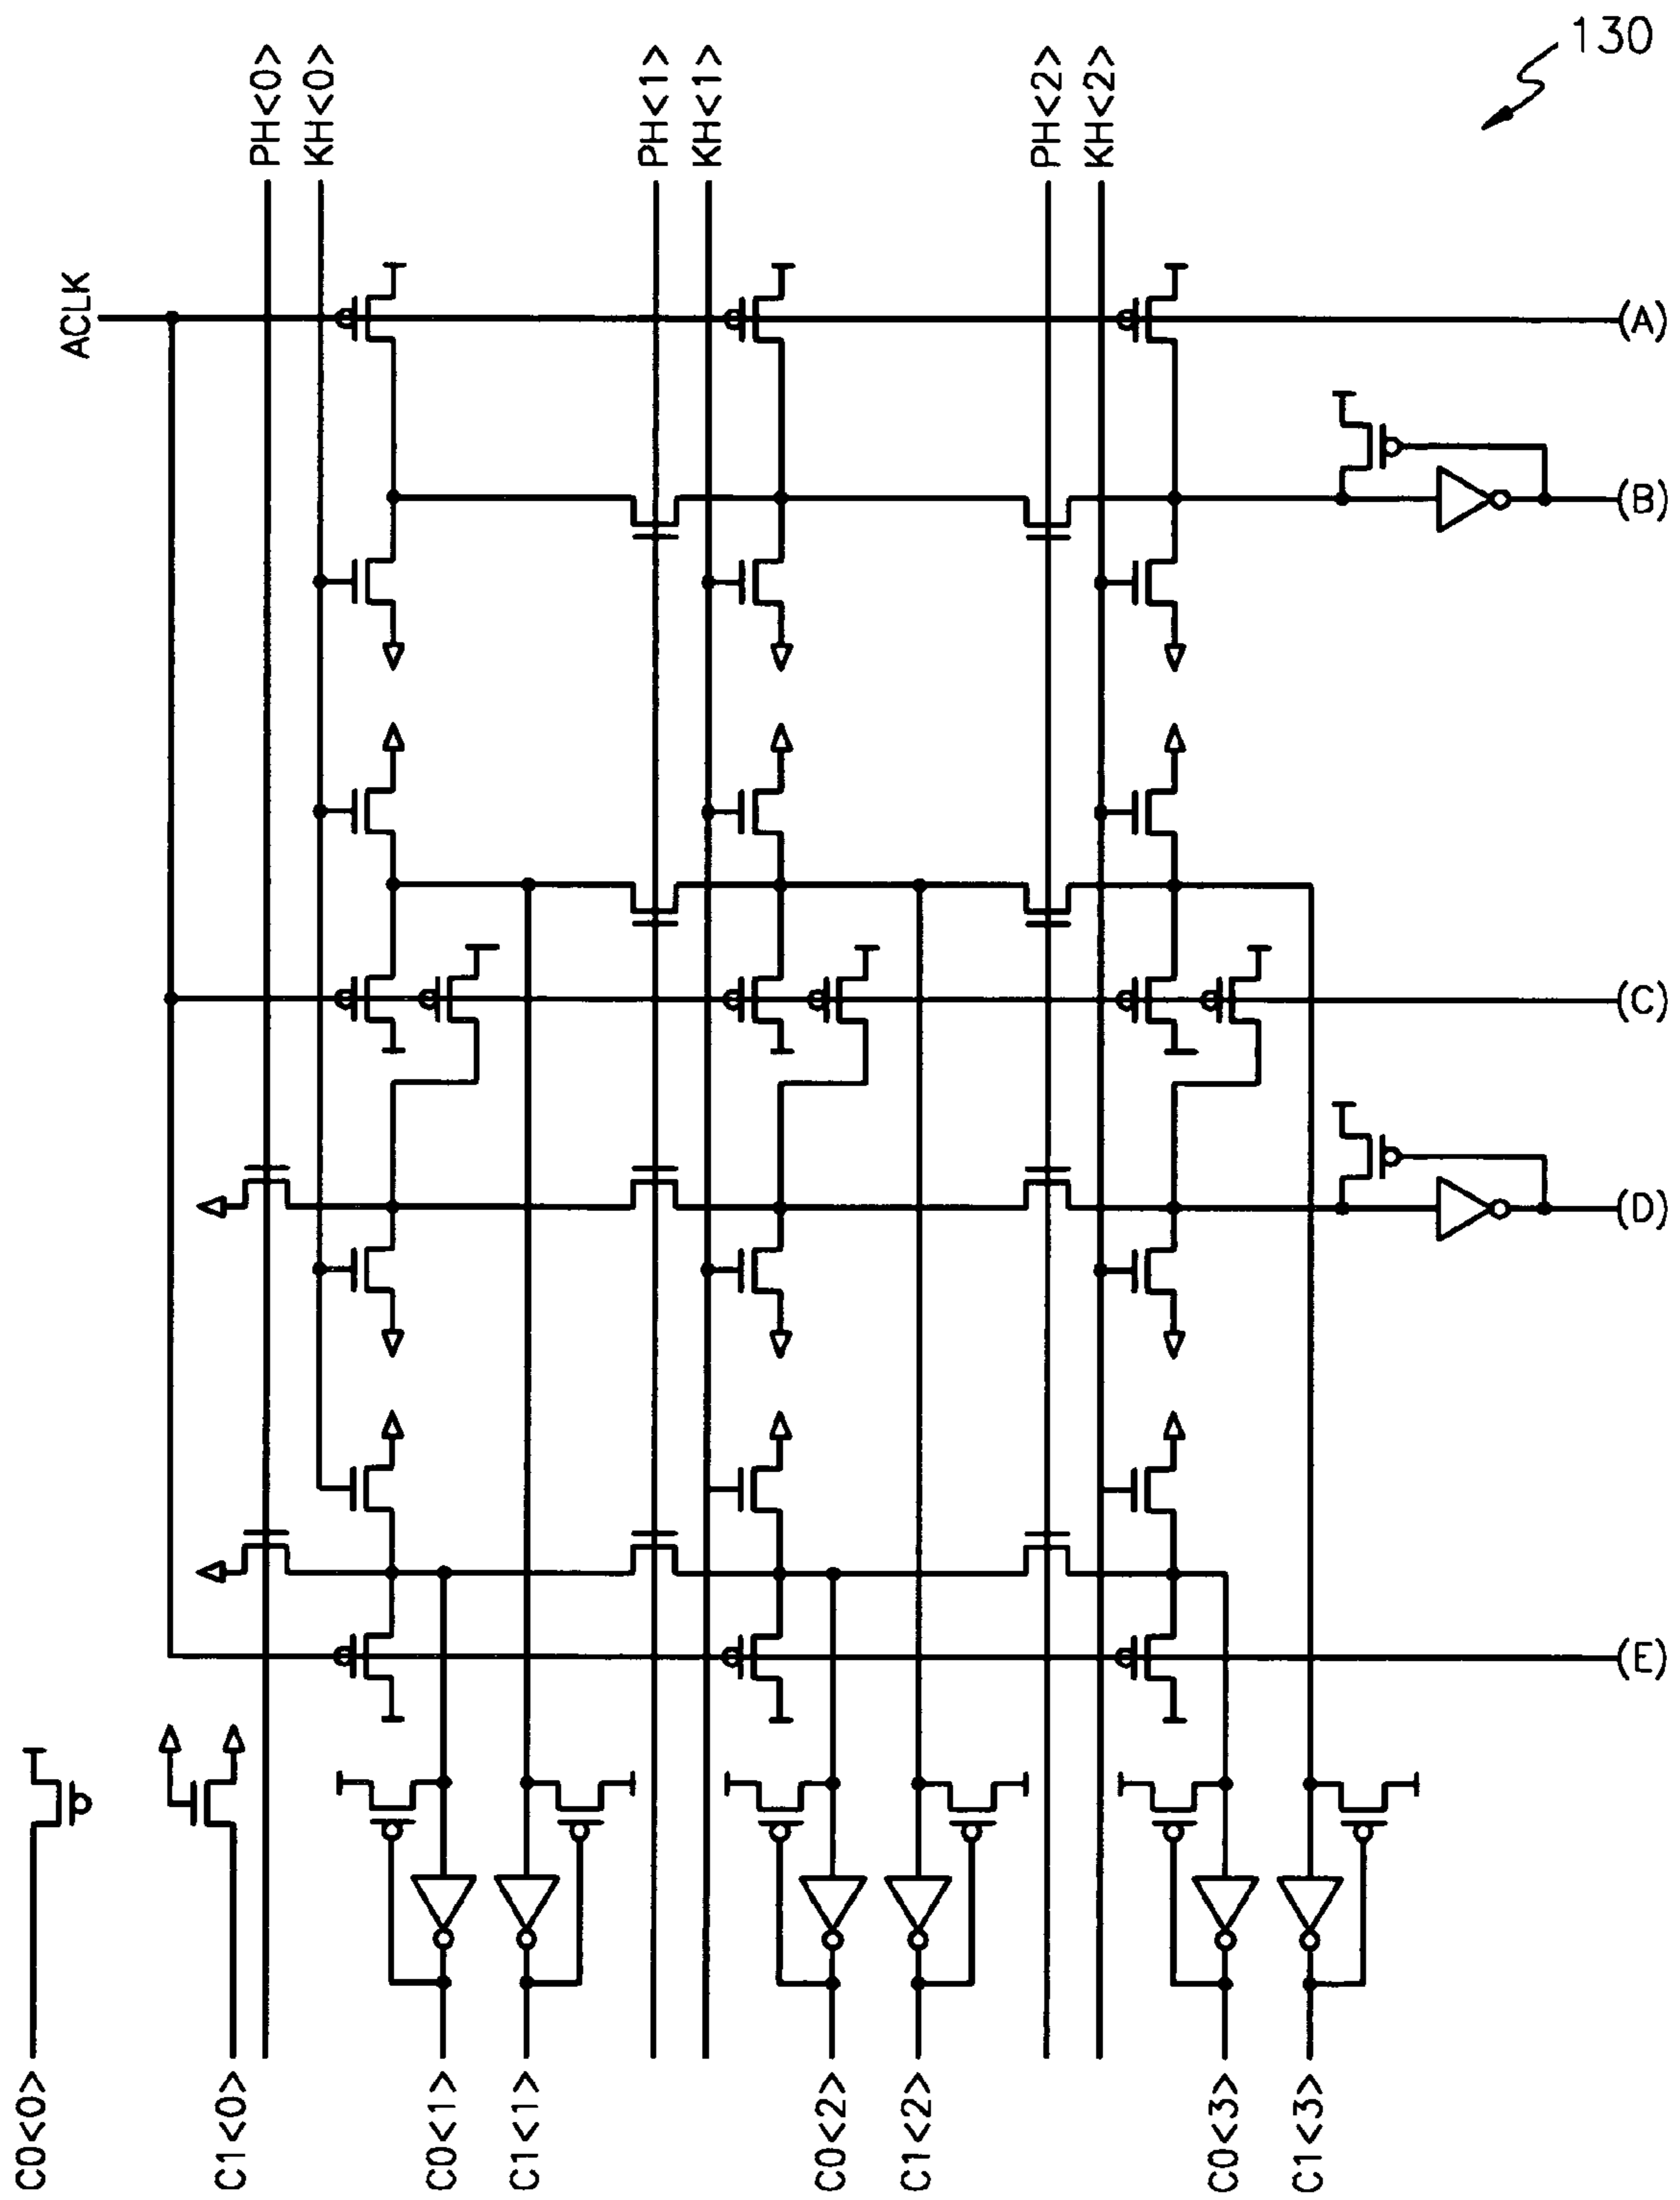 130
PH<0>
KH<0>
PH<1>
KH<1>
PH<2>
KH<2>
ACLK
(A)
(B)
(C)
(D)
(E)
C0<0>
C1<0>
C0<1>
C1<1>
C0<2>
C1<2>
C0<3>
C1<3>